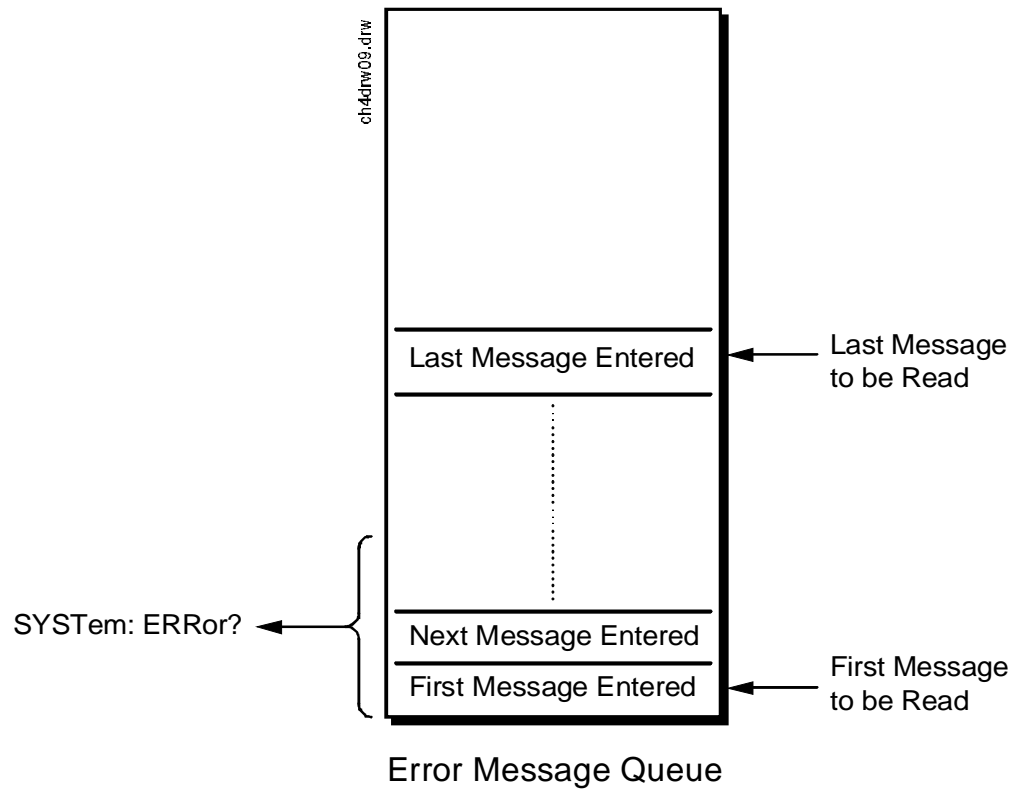 ch4drw09.drw
Last Message Entered
Last Message
to be Read
SYSTem: ERRor?
Next Message Entered
First Message Entered
First Message
to be Read
Error Message Queue